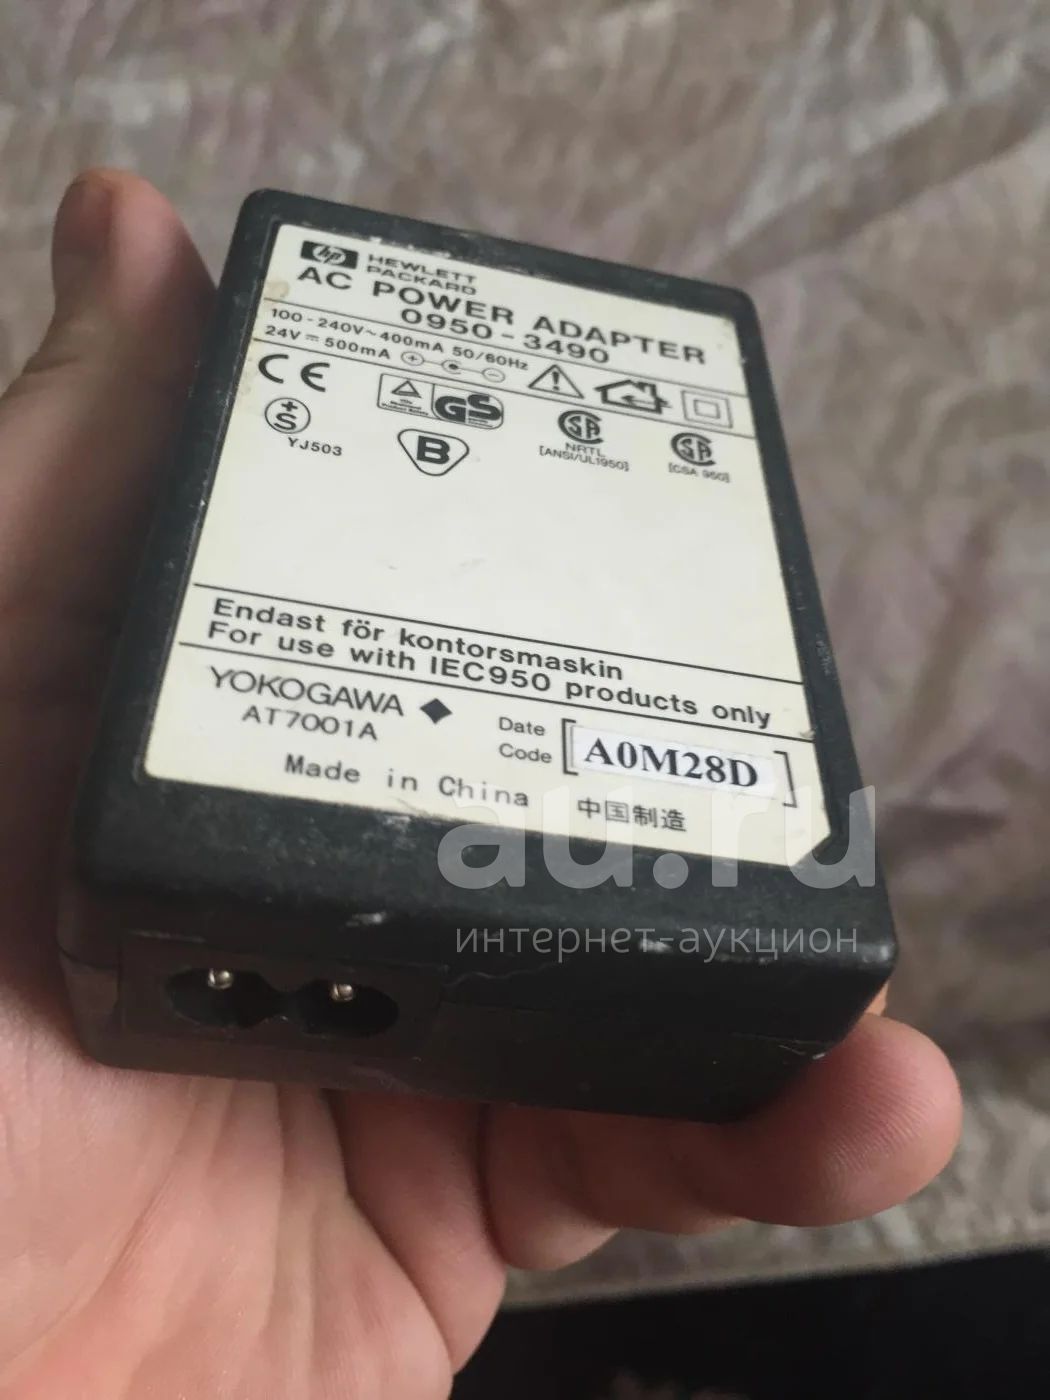 hp HEWLETT
PACKARD
AC POWER ADAPTER
0950-3490
100-240V~400mA 50/60Hz
24V⎓500mA + -
CE
GS
S
YJ503
B
NRTL
[ANSI/UL1950]
[CSA 950]
Endast för kontorsmaskin
For use with IEC950 products only
YOKOGAWA
AT7001A
Date
Code
A0M28D
Made in China 中国制造
au.ru
интернет-аукцион